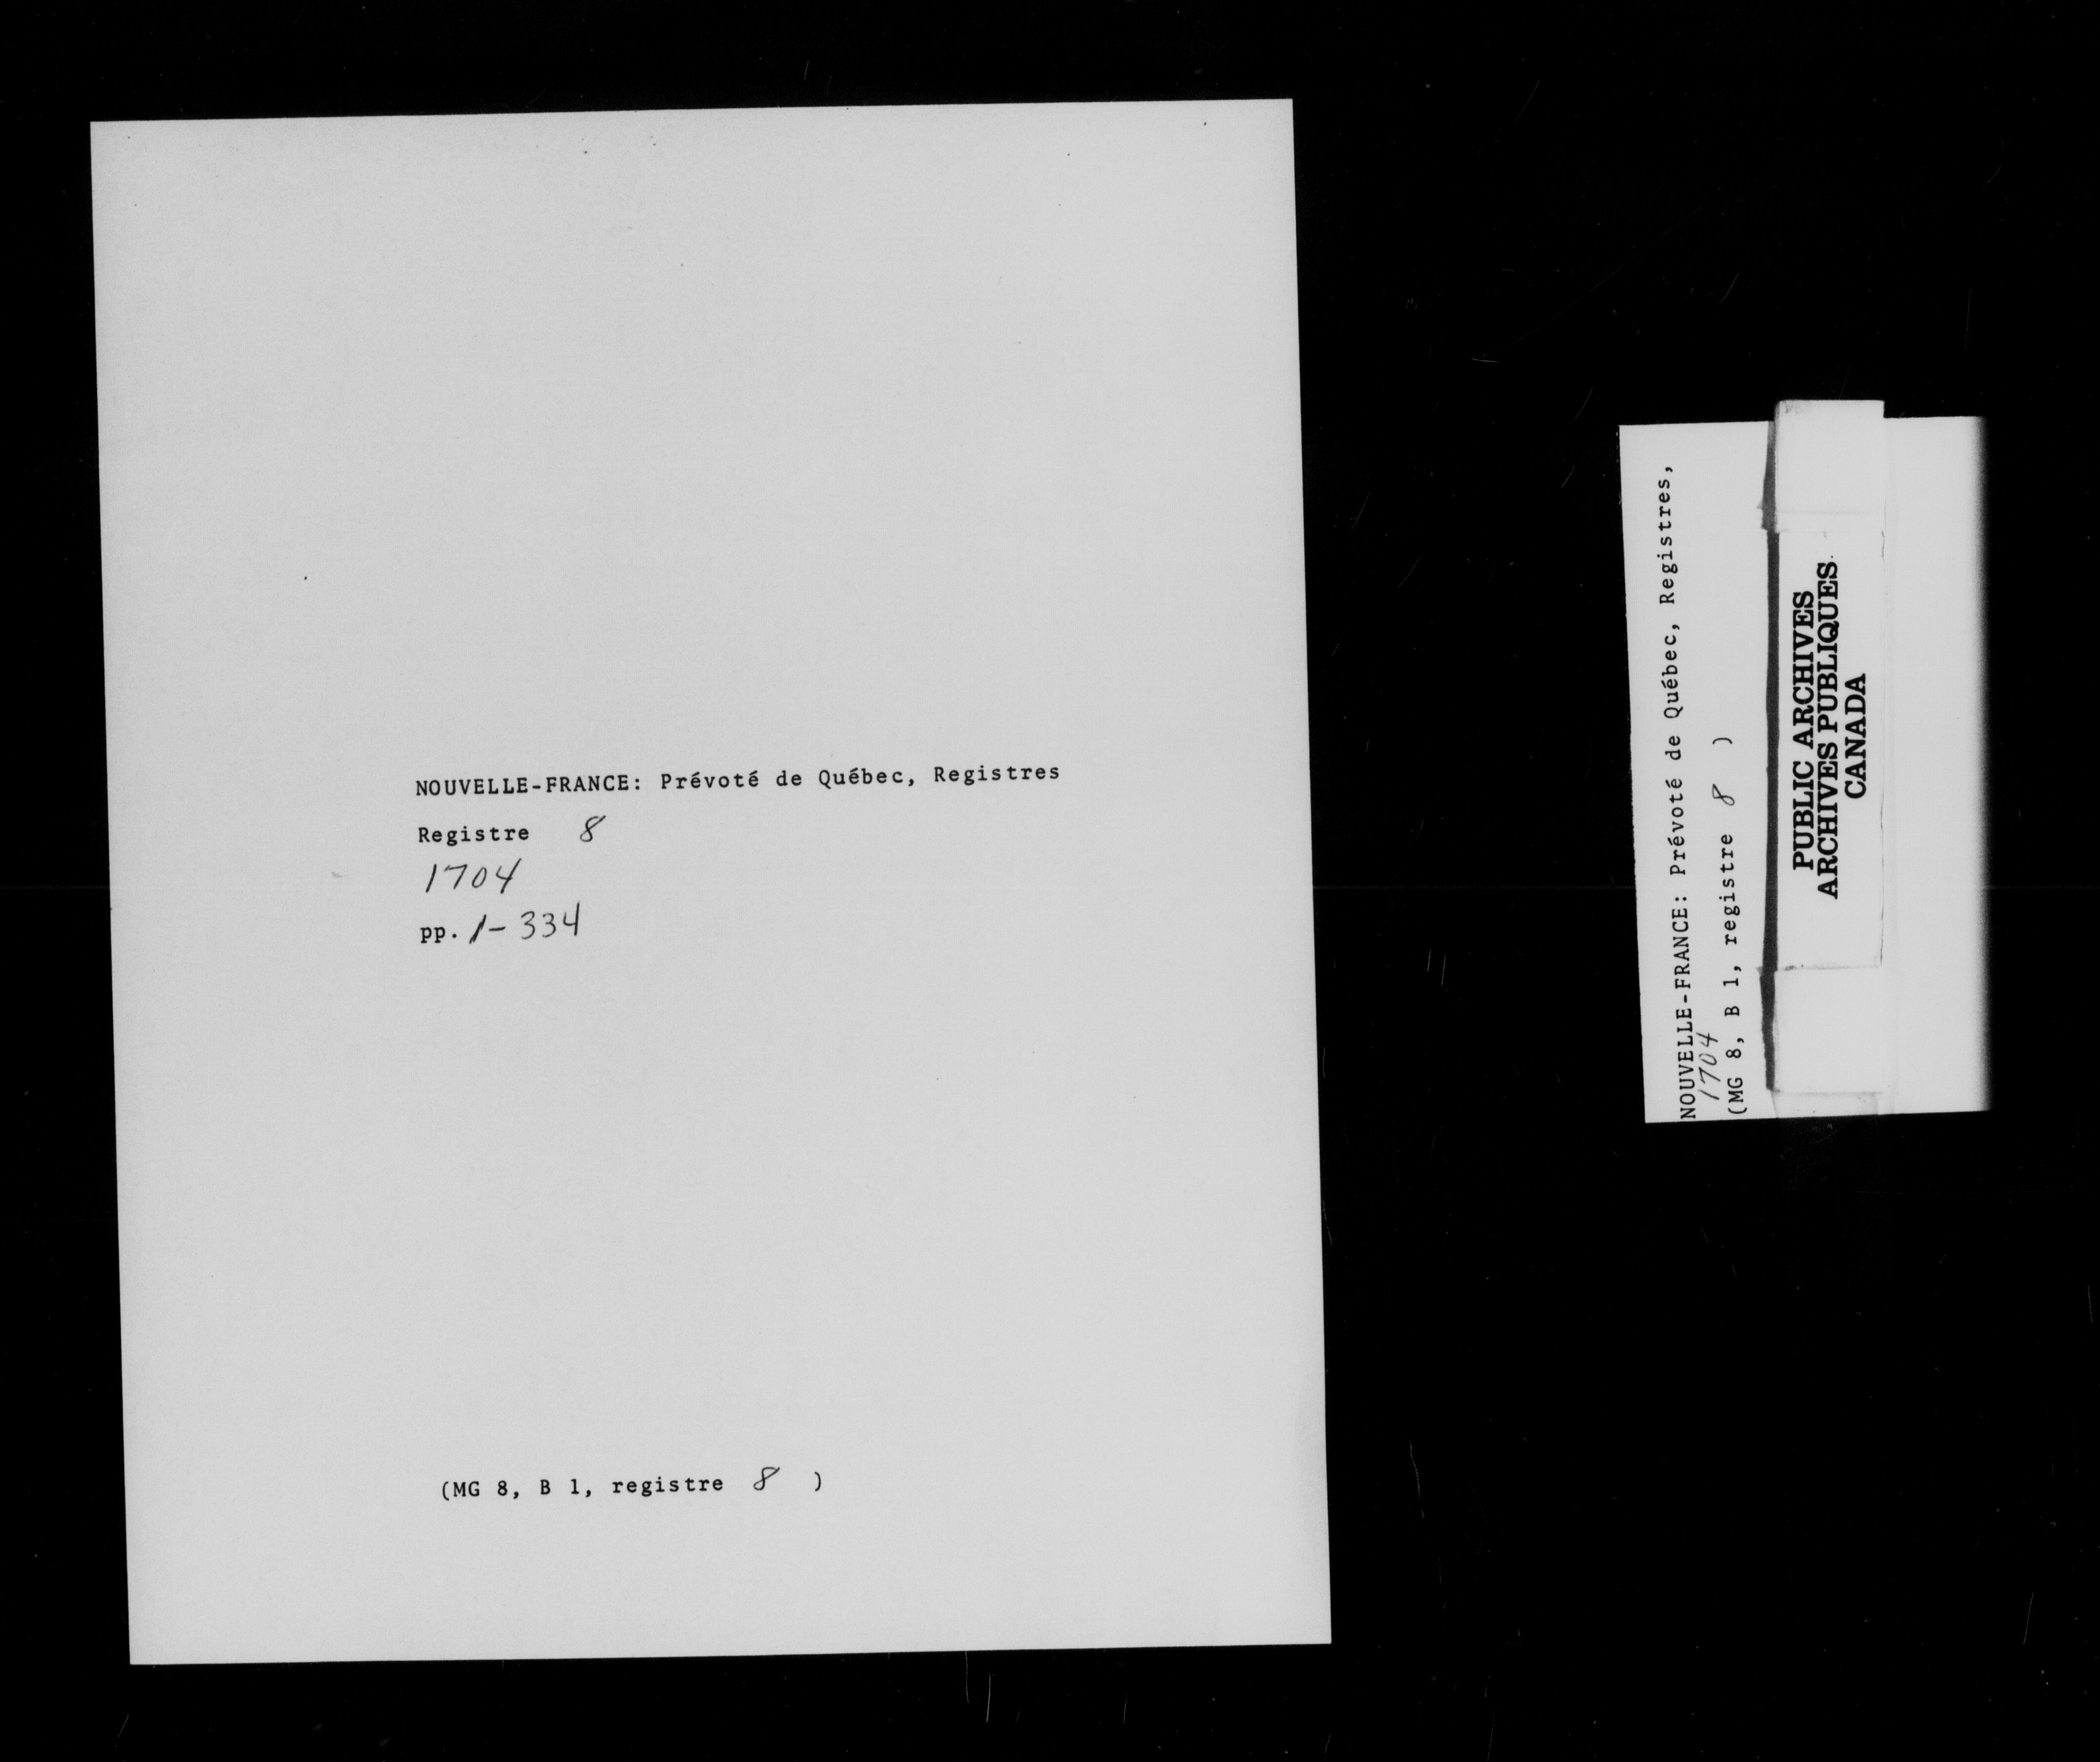 NOUVELLE-FRANCE: Prévoté de Québec, Registres
Registre 8
1704
pp. 1-334
(MG 8, B 1, registre 8 )
NOUVELLE-FRANCE: Prévoté de Québec, Registres,
1704
(MG 8, B 1, registre 8 )
PUBLIC ARCHIVES
ARCHIVES PUBLIQUES
CANADA